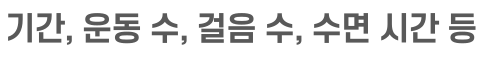 기간, 운동 수, 걸음 수, 수면 시간 등